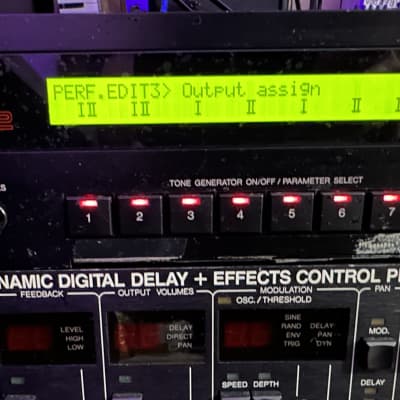 PERF.EDIT3> Output assign
II II I II I II
TONE GENERATOR ON/OFF / PARAMETER SELECT
1 2 3 4 5 6 7
NAMIC DIGITAL DELAY + EFFECTS CONTROL P
FEEDBACK
LEVEL
HIGH
LOW
OUTPUT VOLUMES
DELAY
DIRECT
PAN
MODULATION
OSC./THRESHOLD
SINE
RAND DELAY
ENV PAN
TRIG DYN
SPEED DEPTH
PAN
MOD.
DELAY